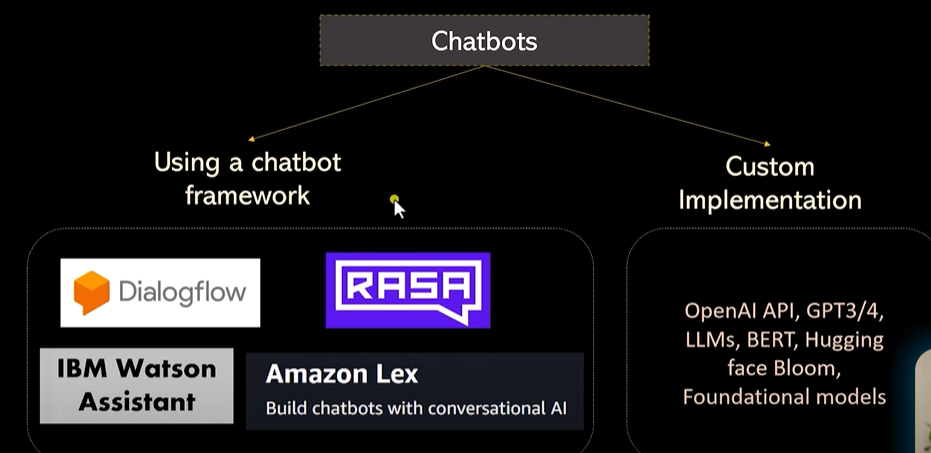 Chatbots
Using a chatbot
framework
Dialogflow
RASA
IBM Watson
Assistant
Amazon Lex
Build chatbots with conversational AI
Custom
Implementation
OpenAI API, GPT3/4,
LLMs, BERT, Hugging
face Bloom,
Foundational models